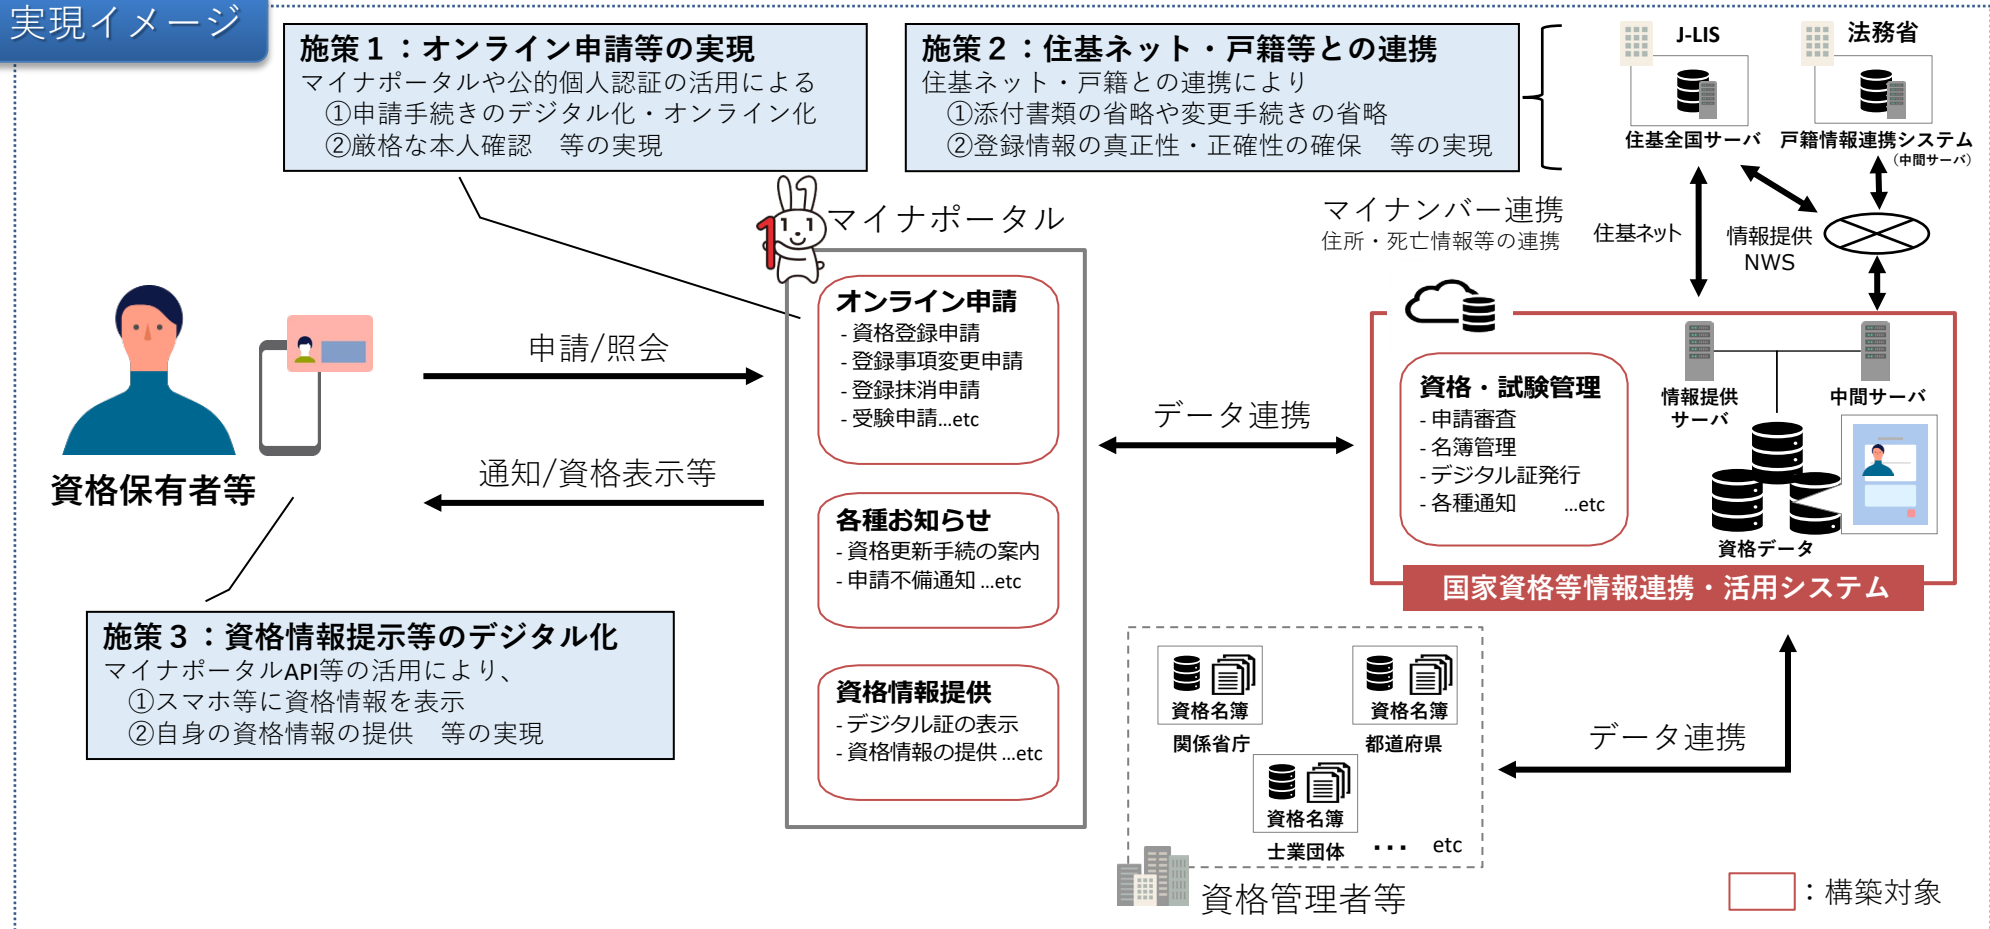 実現イメージ
施策１：オンライン申請等の実現
マイナポータルや公的個人認証の活用による
①申請手続きのデジタル化・オンライン化
②厳格な本人確認　等の実現
施策２：住基ネット・戸籍等との連携
住基ネット・戸籍との連携により
①添付書類の省略や変更手続きの省略
②登録情報の真正性・正確性の確保　等の実現
J-LIS
法務省
住基全国サーバ
戸籍情報連携システム
（中間サーバ）
マイナンバー連携
住所・死亡情報等の連携
住基ネット
情報提供
NWS
マイナポータル
1
オンライン申請
- 資格登録申請
- 登録事項変更申請
- 登録抹消申請
- 受験申請...etc
各種お知らせ
- 資格更新手続の案内
- 申請不備通知 ...etc
資格情報提供
- デジタル証の表示
- 資格情報の提供 ...etc
資格保有者等
申請/照会
通知/資格表示等
施策３：資格情報提示等のデジタル化
マイナポータルAPI等の活用により、
①スマホ等に資格情報を表示
②自身の資格情報の提供　等の実現
データ連携
資格・試験管理
- 申請審査
- 名簿管理
- デジタル証発行
- 各種通知　...etc
情報提供
サーバ
中間サーバ
資格データ
国家資格等情報連携・活用システム
資格名簿
関係省庁
資格名簿
都道府県
資格名簿
士業団体
・・・ etc
資格管理者等
データ連携
：構築対象